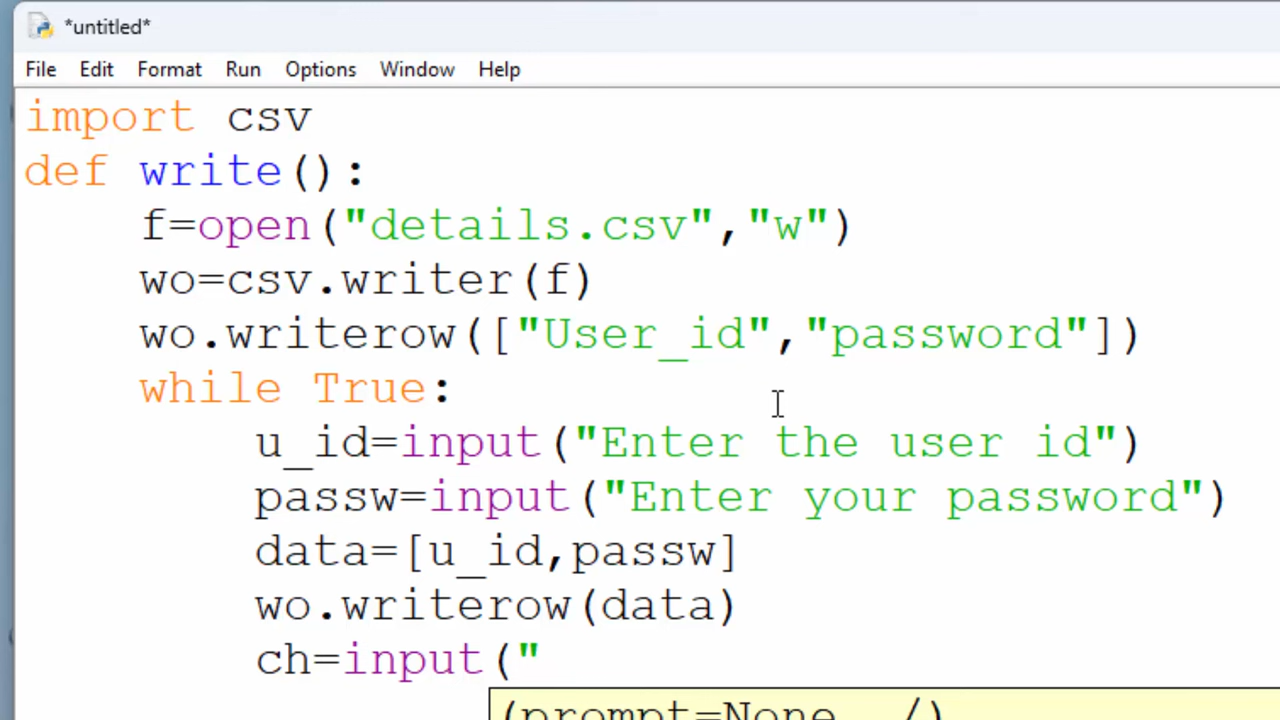 *untitled*
File Edit Format Run Options Window Help
import csv
def write():
    f=open("details.csv","w")
    wo=csv.writer(f)
    wo.writerow(["User_id","password"])
    while True:
        u_id=input("Enter the user id")
        passw=input("Enter your password")
        data=[u_id,passw]
        wo.writerow(data)
        ch=input("
(prompt=None, /)